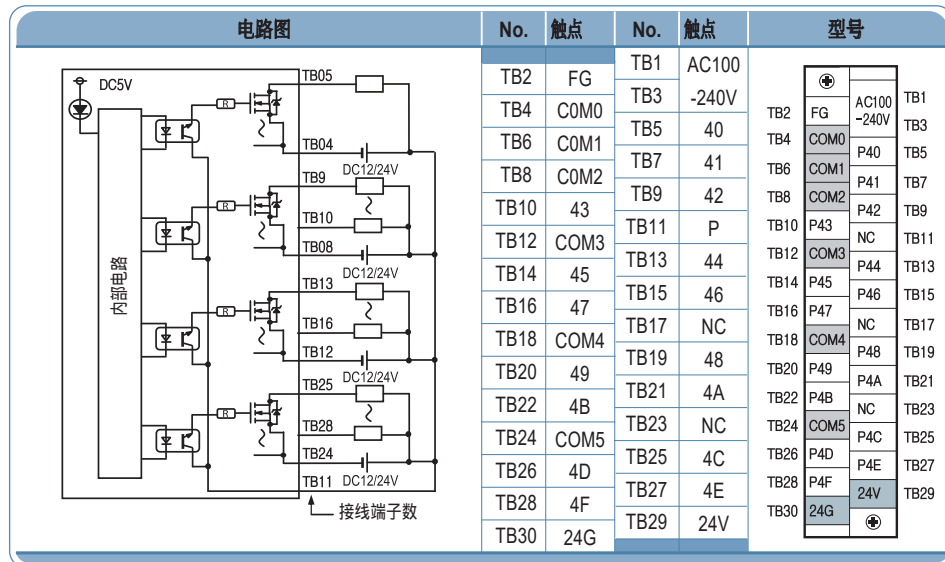 电路图
No.
触点
No.
触点
型号
DC5V
内部电路
R
TB05
TB04
DC12/24V
R
TB9
TB10
TB08
DC12/24V
R
TB13
TB16
TB12
DC12/24V
R
TB25
TB28
TB24
TB11
DC12/24V
接线端子数
TB2 FG
TB4 C0M0
TB6 C0M1
TB8 C0M2
TB10 43
TB12 COM3
TB14 45
TB16 47
TB18 COM4
TB20 49
TB22 4B
TB24 COM5
TB26 4D
TB28 4F
TB30 24G
TB1 AC100
TB3 -240V
TB5 40
TB7 41
TB9 42
TB11 P
TB13 44
TB15 46
TB17 NC
TB19 48
TB21 4A
TB23 NC
TB25 4C
TB27 4E
TB29 24V
TB2 FG
TB4 COM0
TB6 COM1
TB8 COM2
TB10 P43
TB12 COM3
TB14 P45
TB16 P47
TB18 COM4
TB20 P49
TB22 P4B
TB24 COM5
TB26 P4D
TB28 P4F
TB30 24G
AC100 TB1
-240V TB3
P40 TB5
P41 TB7
P42 TB9
NC TB11
P44 TB13
P46 TB15
NC TB17
P48 TB19
P4A TB21
NC TB23
P4C TB25
P4E TB27
24V TB29